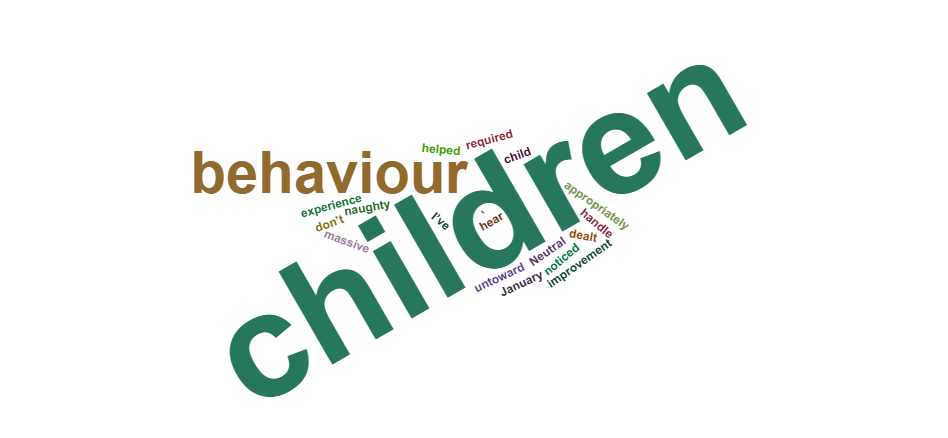 children
behaviour
helped
required
child
experience
naughty
don't
massive
I've
hear
appropriately
handle
dealt
Neutral
noticed
improvement
untoward
January